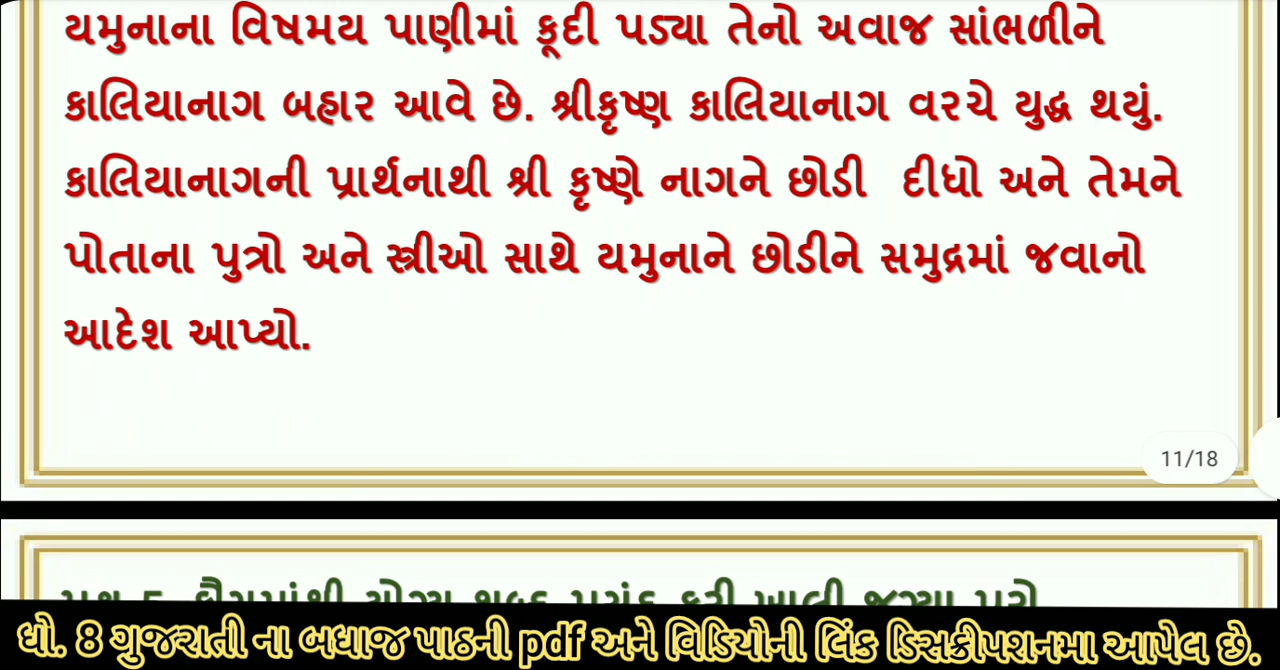 યમુનાના વિષમય પાણીમાં કૂદી પડ્યા તેનો અવાજ સાંભળીને
કાલિયાનાગ બહાર આવે છે. શ્રીકૃષ્ણ કાલિયાનાગ વચ્ચે યુદ્ધ થયું.
કાલિયાનાગની પ્રાર્થનાથી શ્રી કૃષ્ણે નાગને છોડી દીધો અને તેમને
પોતાના પુત્રો અને સ્ત્રીઓ સાથે યમુનાને છોડીને સમુદ્રમાં જવાનો
આદેશ આપ્યો.
11/18
ધો. 8 ગુજરાતી ના બધાજ પાઠની pdf અને વિડિયોની લિંક ડિસક્રીપશનમા આપેલ છે.